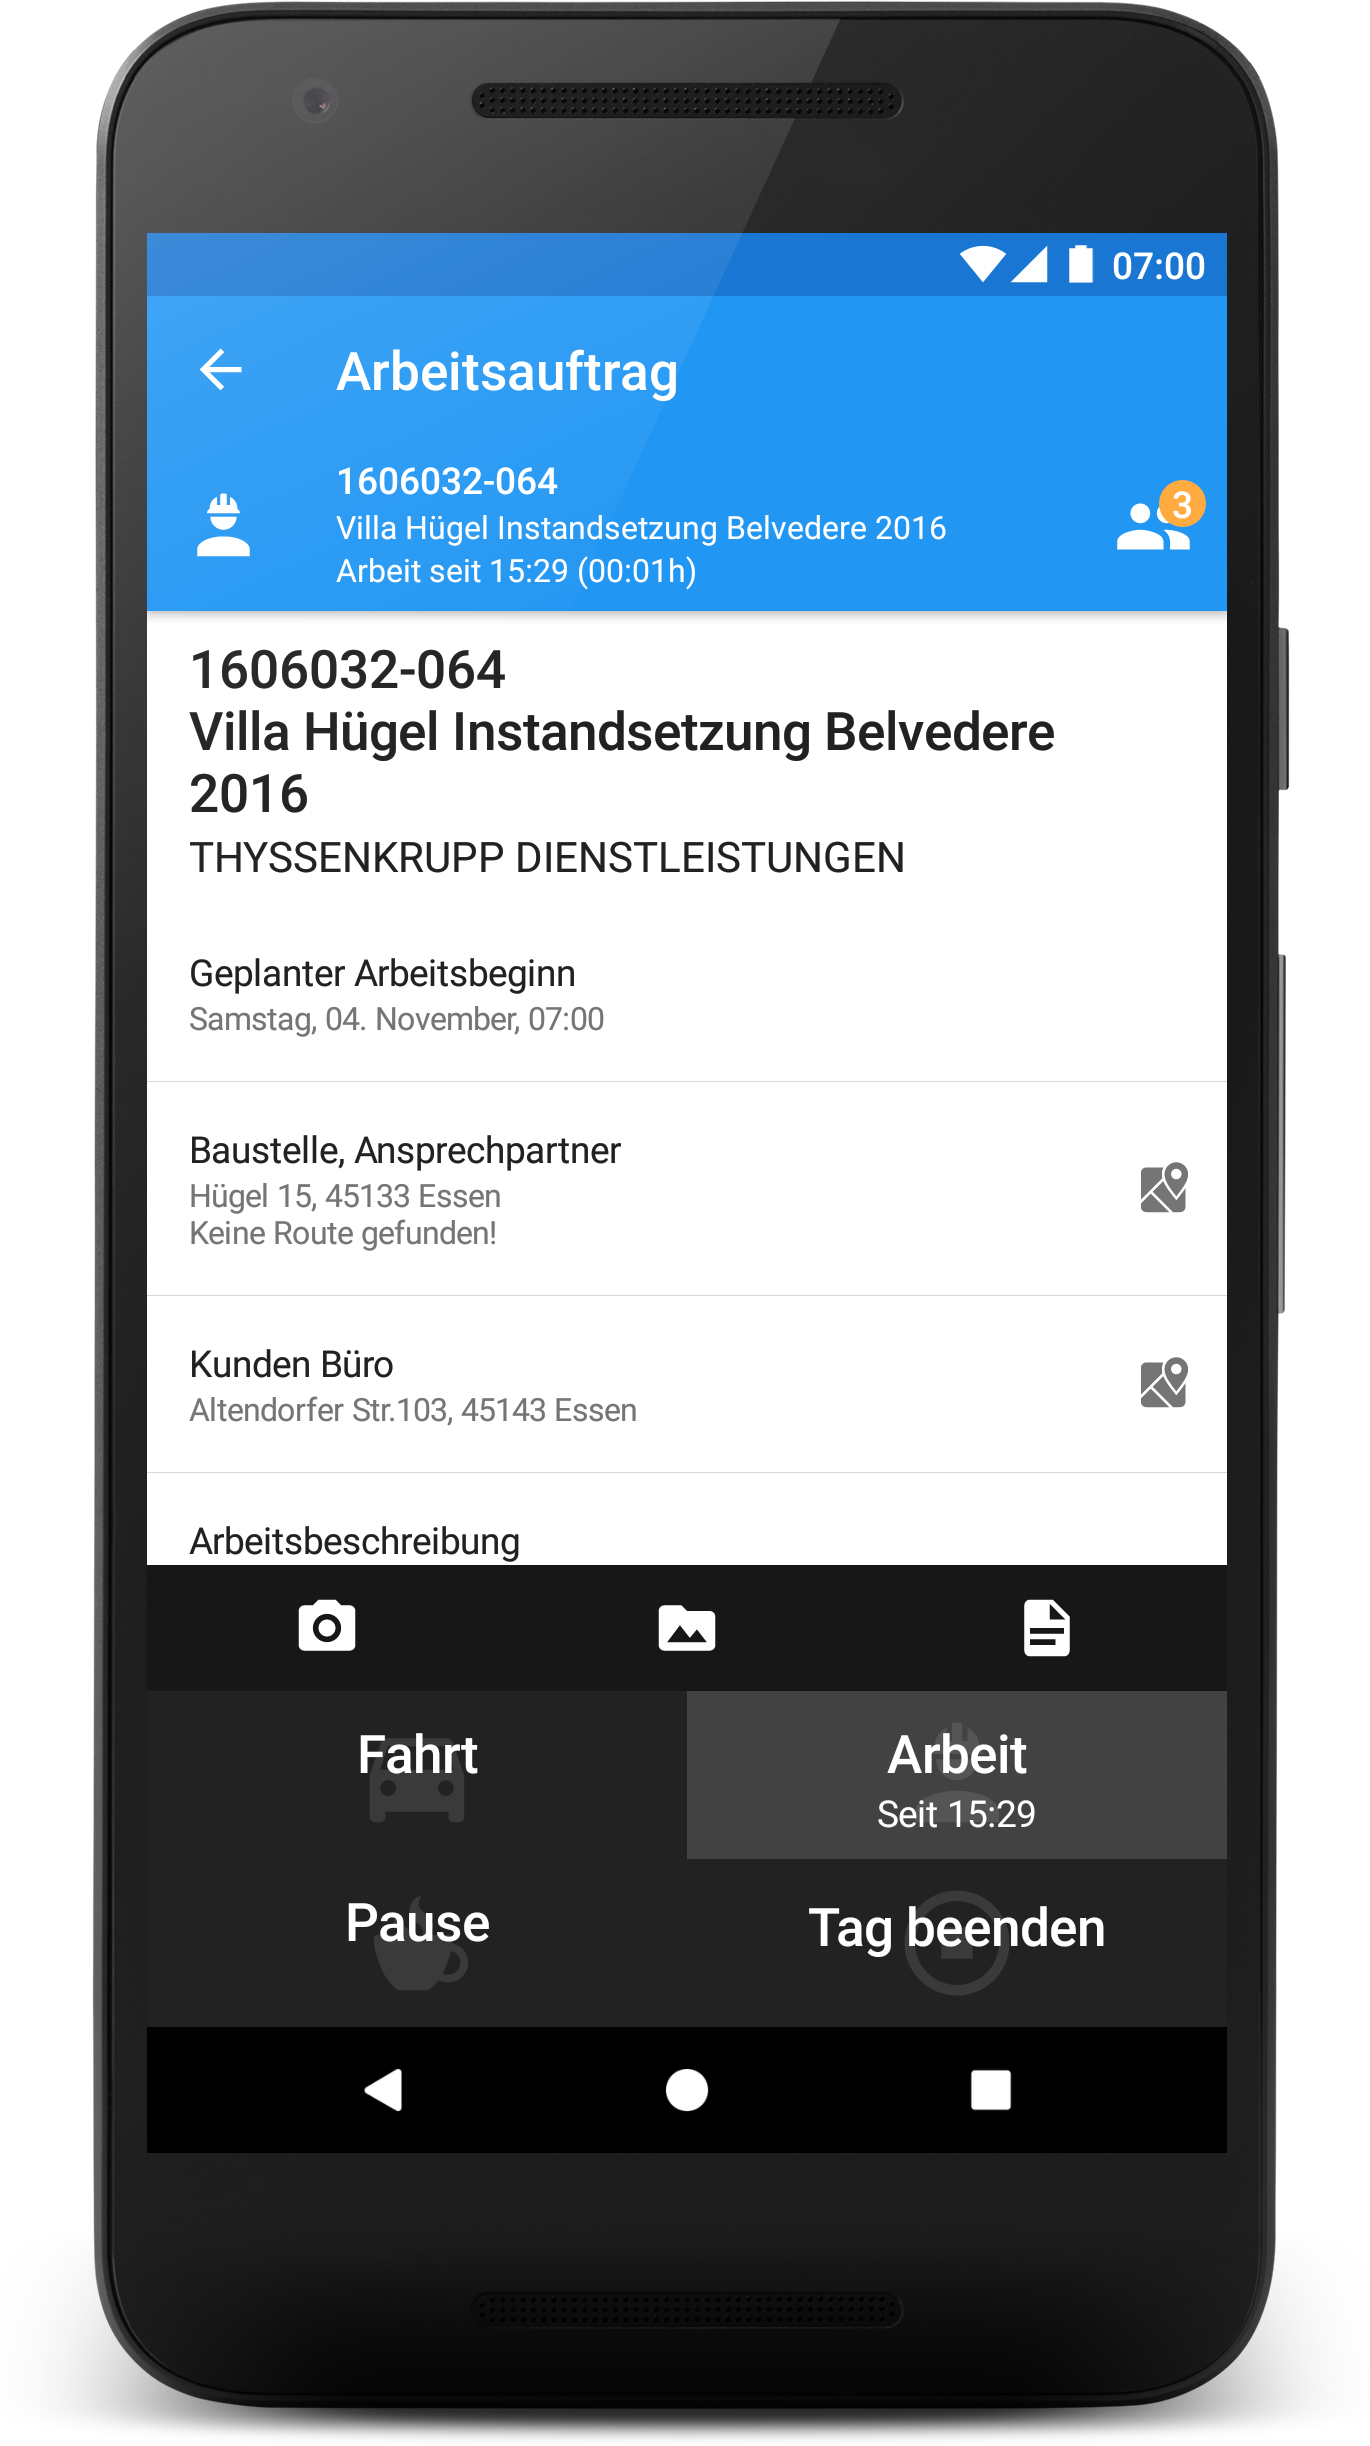 07:00
Arbeitsauftrag
1606032-064
3
Villa Hügel Instandsetzung Belvedere 2016
Arbeit seit 15:29 (00:01h)
1606032-064
Villa Hügel Instandsetzung Belvedere
2016
THYSSENKRUPP DIENSTLEISTUNGEN
Geplanter Arbeitsbeginn
Samstag, 04. November, 07:00
Baustelle, Ansprechpartner
Hügel 15, 45133 Essen
Keine Route gefunden!
Kunden Büro
Altendorfer Str.103, 45143 Essen
Arbeitsbeschreibung
Fahrt
Arbeit
Seit 15:29
Pause
Tag beenden